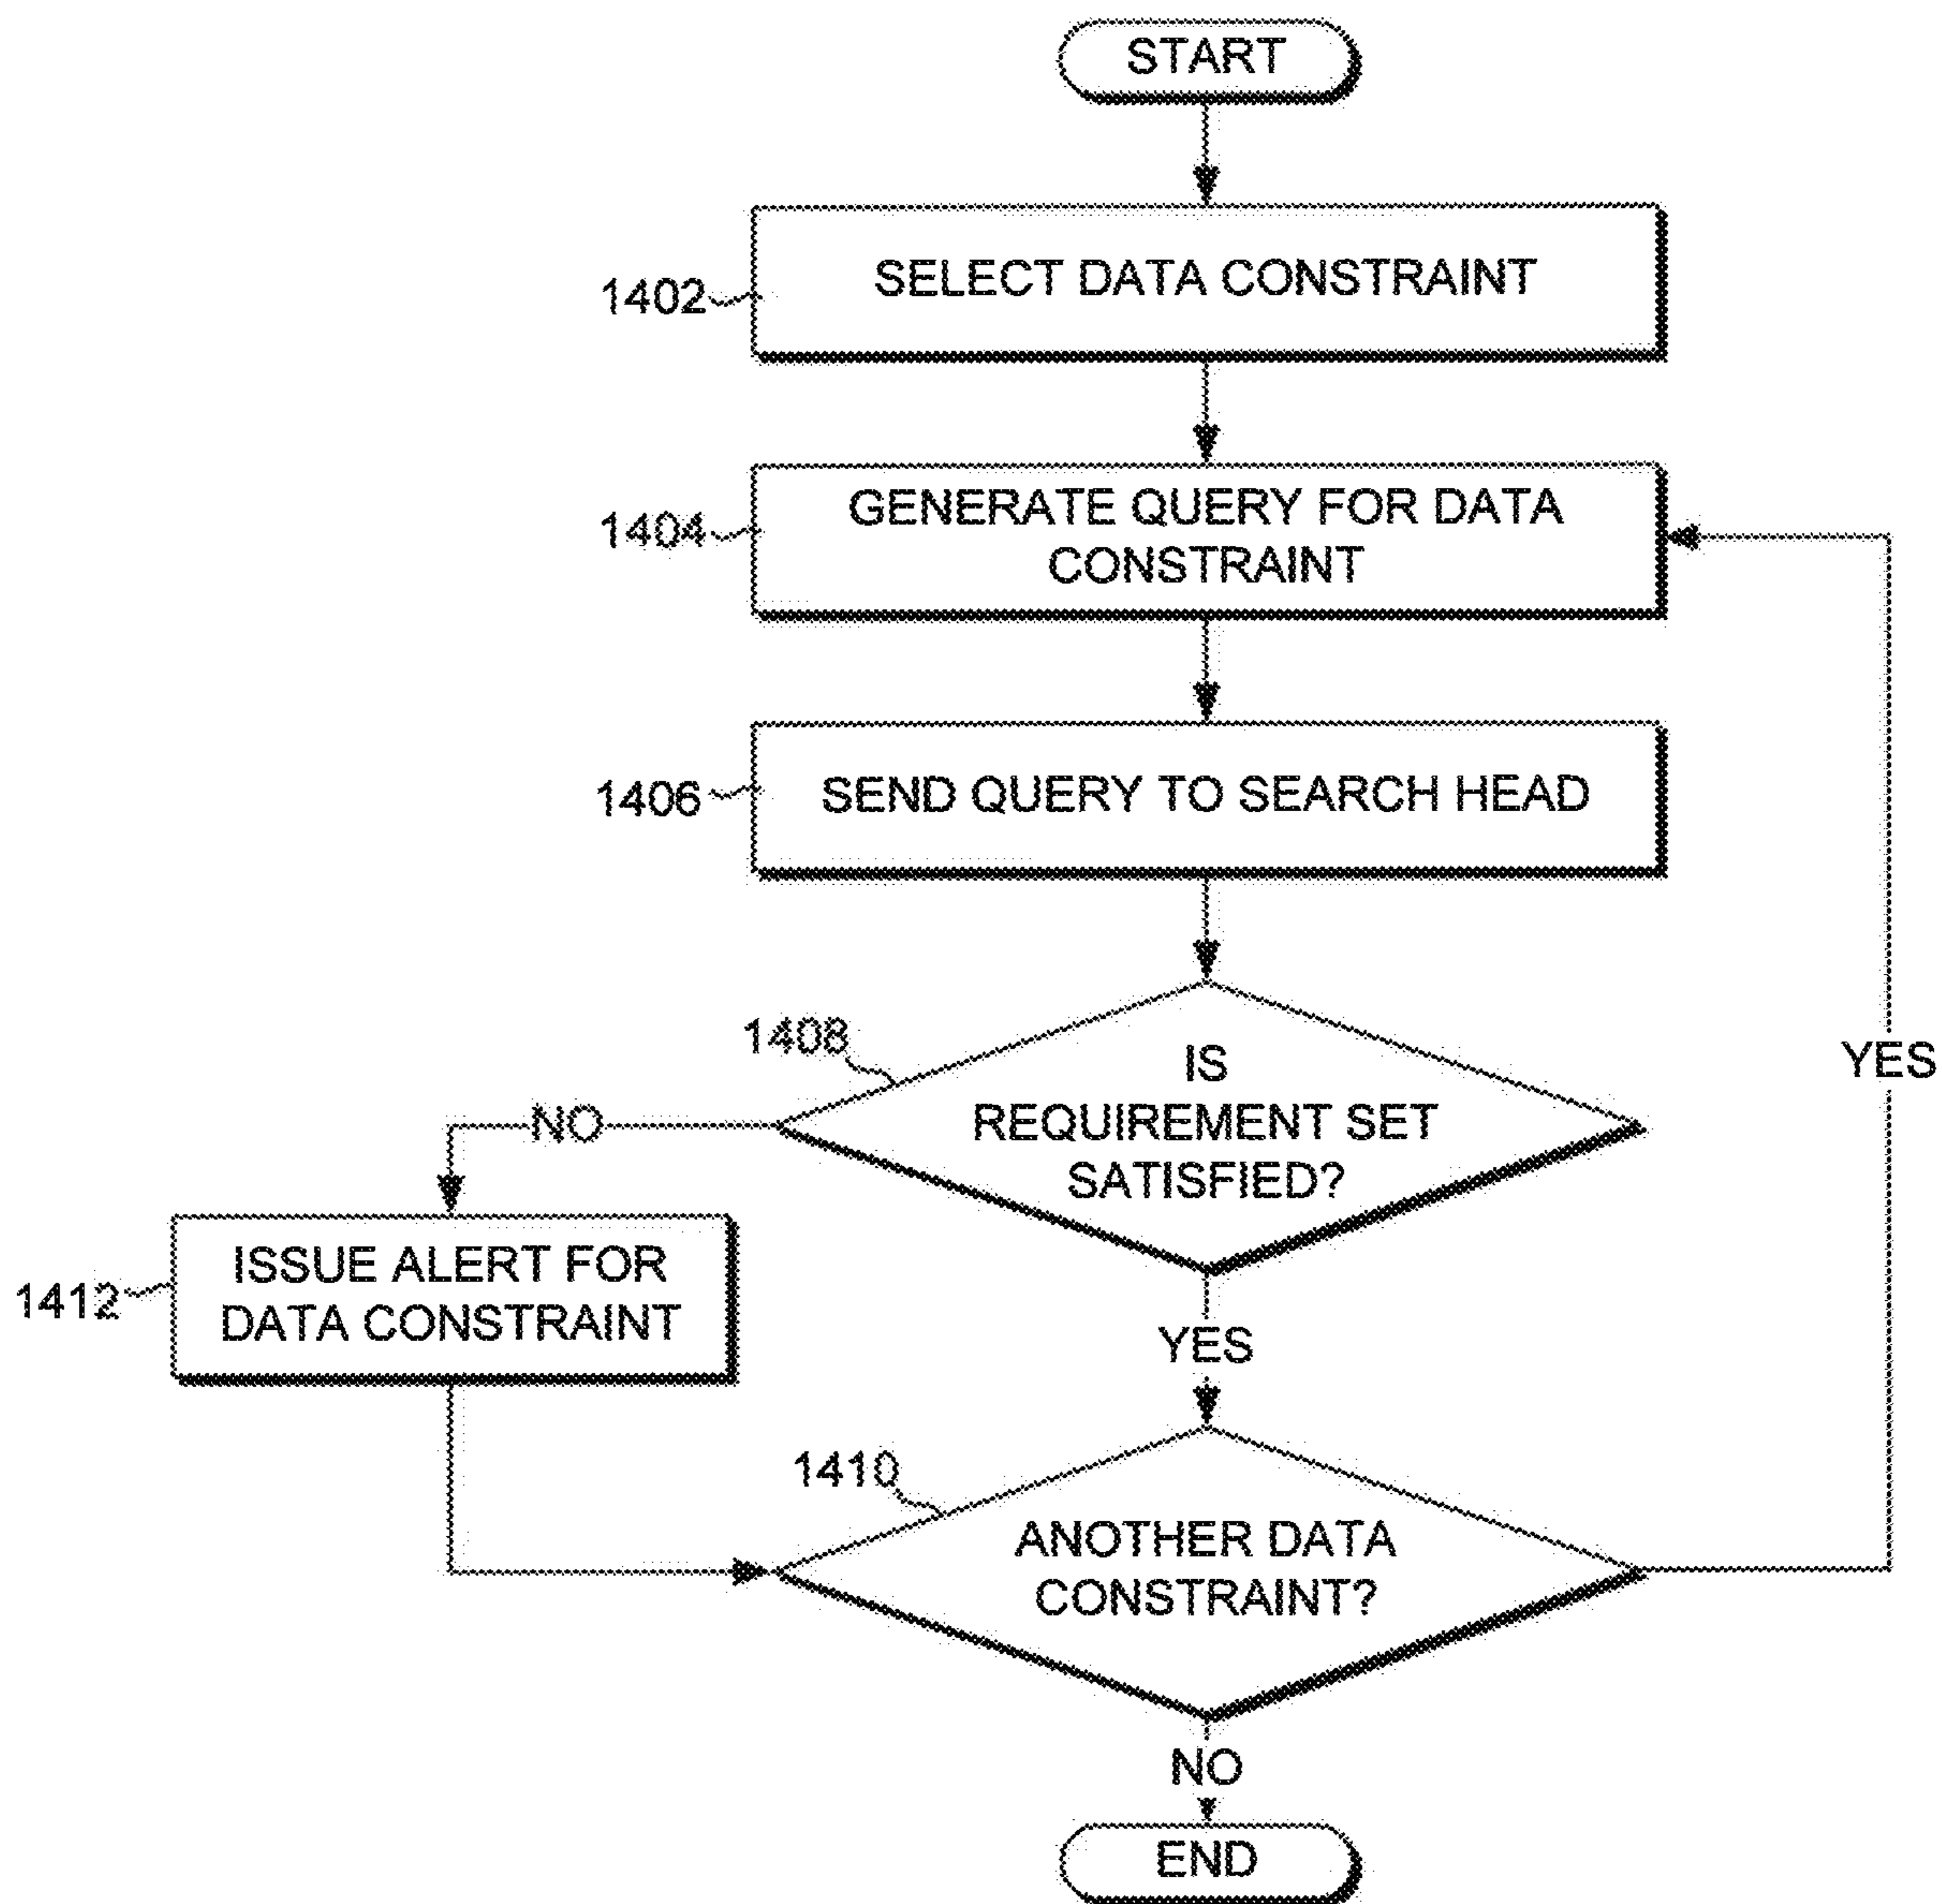 START
1402
SELECT DATA CONSTRAINT
1404
GENERATE QUERY FOR DATA
CONSTRAINT
1406
SEND QUERY TO SEARCH HEAD
1408
IS
REQUIREMENT SET
SATISFIED?
NO
YES
YES
1412
ISSUE ALERT FOR
DATA CONSTRAINT
1410
ANOTHER DATA
CONSTRAINT?
NO
END